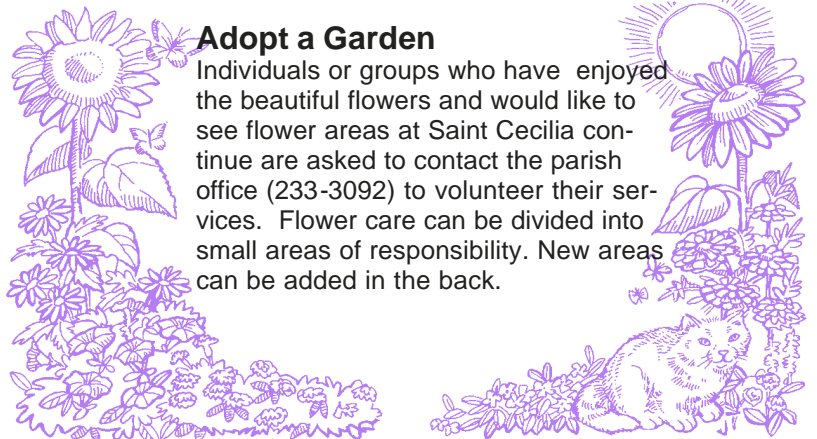 Adopt a Garden
Individuals or groups who have  enjoyed
the beautiful flowers and would like to
see flower areas at Saint Cecilia con-
tinue are asked to contact the parish
office (233-3092) to volunteer their ser-
vices.  Flower care can be divided into
small areas of responsibility. New areas
can be added in the back.